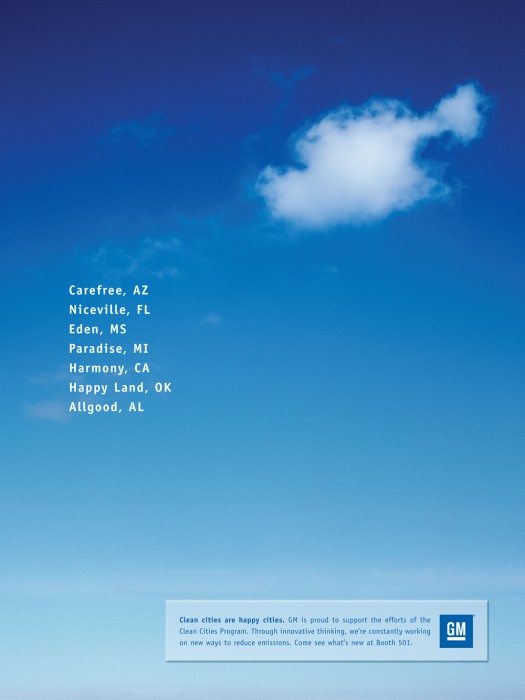 Carefree, AZ
Niceville, FL
Eden, MS
Paradise, MI
Harmony, CA
Happy Land, OK
Allgood, AL
Clean cities are happy cities. GM is proud to support the efforts of the
Clean Cities Program. Through innovative thinking, we're constantly working
on new ways to reduce emissions. Come see what's new at Booth 501.
GM